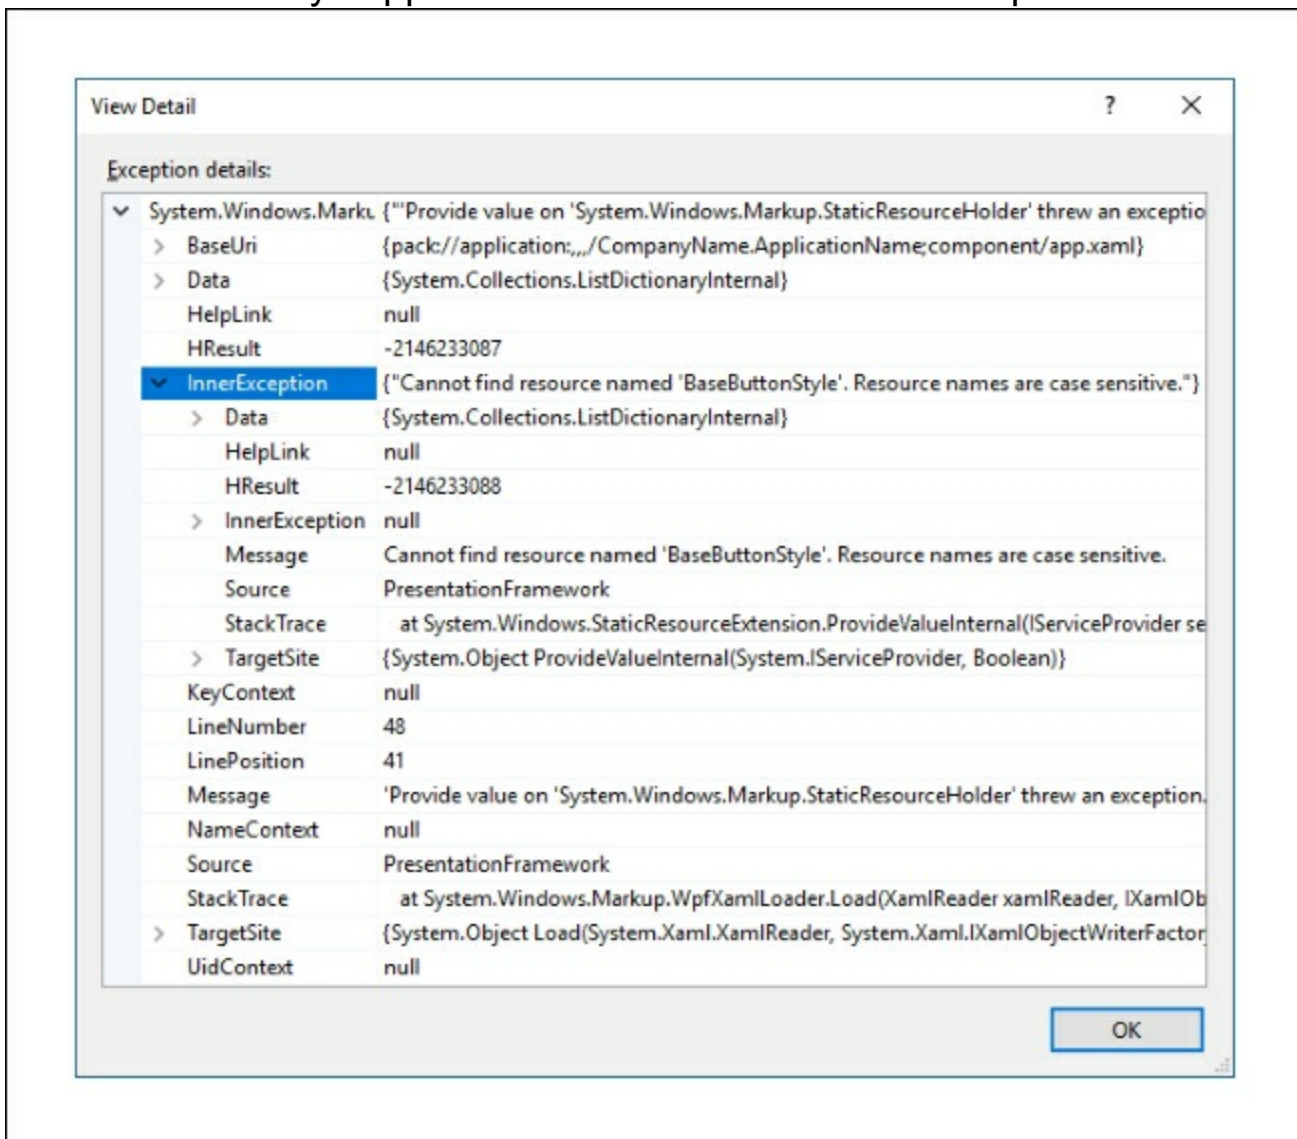 View Detail ? ×
Exception details:
System.Windows.Marku {"'Provide value on 'System.Windows.Markup.StaticResourceHolder' threw an exceptio
BaseUri {pack://application:,,,/CompanyName.ApplicationName;component/app.xaml}
Data {System.Collections.ListDictionaryInternal}
HelpLink null
HResult -2146233087
InnerException {"Cannot find resource named 'BaseButtonStyle'. Resource names are case sensitive."}
Data {System.Collections.ListDictionaryInternal}
HelpLink null
HResult -2146233088
InnerException null
Message Cannot find resource named 'BaseButtonStyle'. Resource names are case sensitive.
Source PresentationFramework
StackTrace at System.Windows.StaticResourceExtension.ProvideValueInternal(IServiceProvider se
TargetSite {System.Object ProvideValueInternal(System.IServiceProvider, Boolean)}
KeyContext null
LineNumber 48
LinePosition 41
Message 'Provide value on 'System.Windows.Markup.StaticResourceHolder' threw an exception.
NameContext null
Source PresentationFramework
StackTrace at System.Windows.Markup.WpfXamlLoader.Load(XamlReader xamlReader, IXamlOb
TargetSite {System.Object Load(System.Xaml.XamlReader, System.Xaml.IXamlObjectWriterFactor
UidContext null
OK